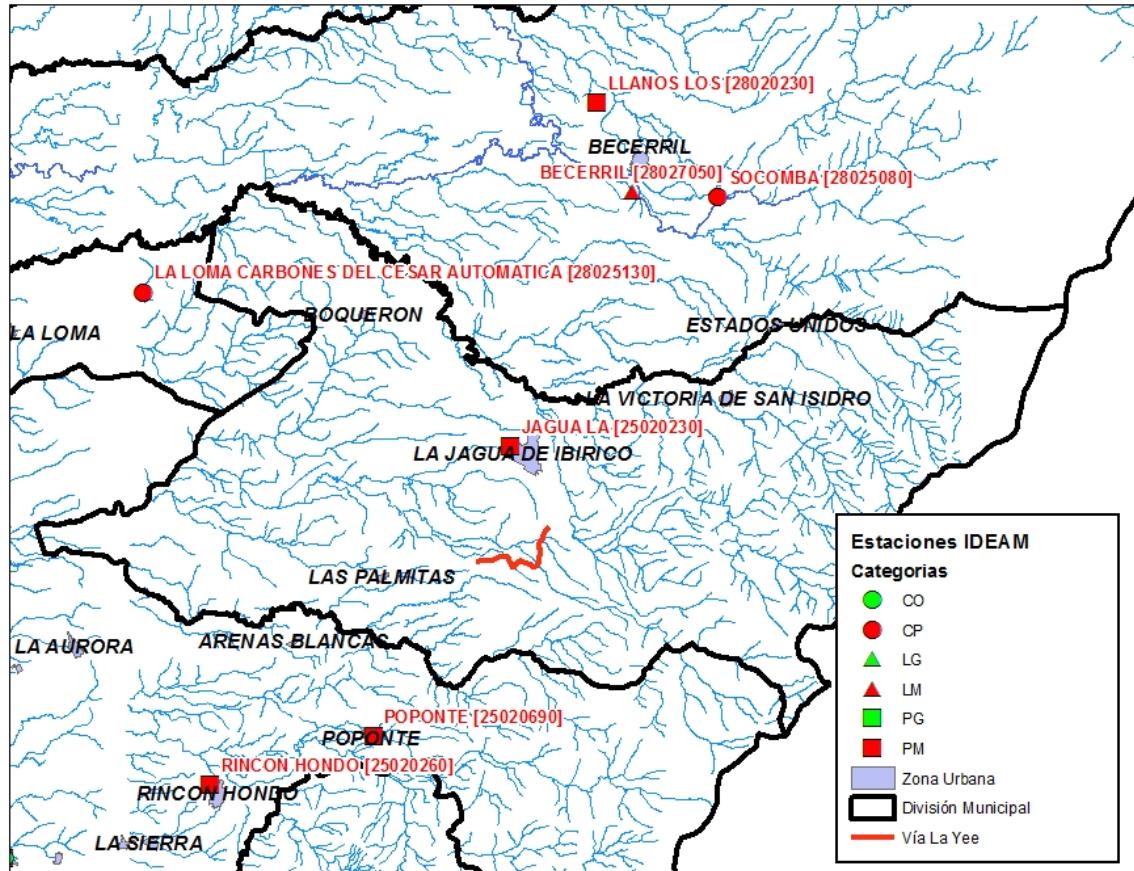 LLANOS LOS [28020230]
BECERRIL
BECERRIL [28027050]
SOCOMBA [28025080]
LA LOMA CARBONES DEL CESAR AUTOMATICA [28025130]
BOQUERON
LA LOMA
ESTADOS UNIDOS
LA VICTORIA DE SAN ISIDRO
JAGUA LA [25020230]
LA JAGUA DE IBIRICO
LAS PALMITAS
ARENAS BLANCAS
LA AURORA
POPONTE [25020690]
POPONTE
RINCON HONDO [25020260]
RINCON HONDO
LA SIERRA
Estaciones IDEAM
Categorias
CO
CP
LG
LM
PG
PM
Zona Urbana
División Municipal
Vía La Yee